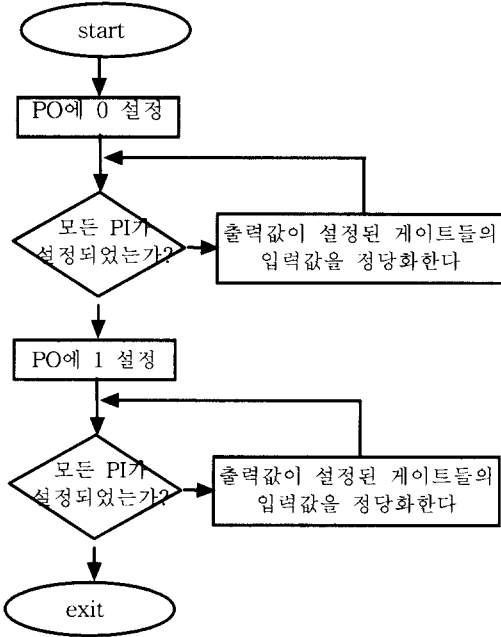 start
PO에 0 설정
모든 PI가
설정되었는가?
출력값이 설정된 게이트들의
입력값을 정당화한다
PO에 1 설정
모든 PI가
설정되었는가?
출력값이 설정된 게이트들의
입력값을 정당화한다
exit